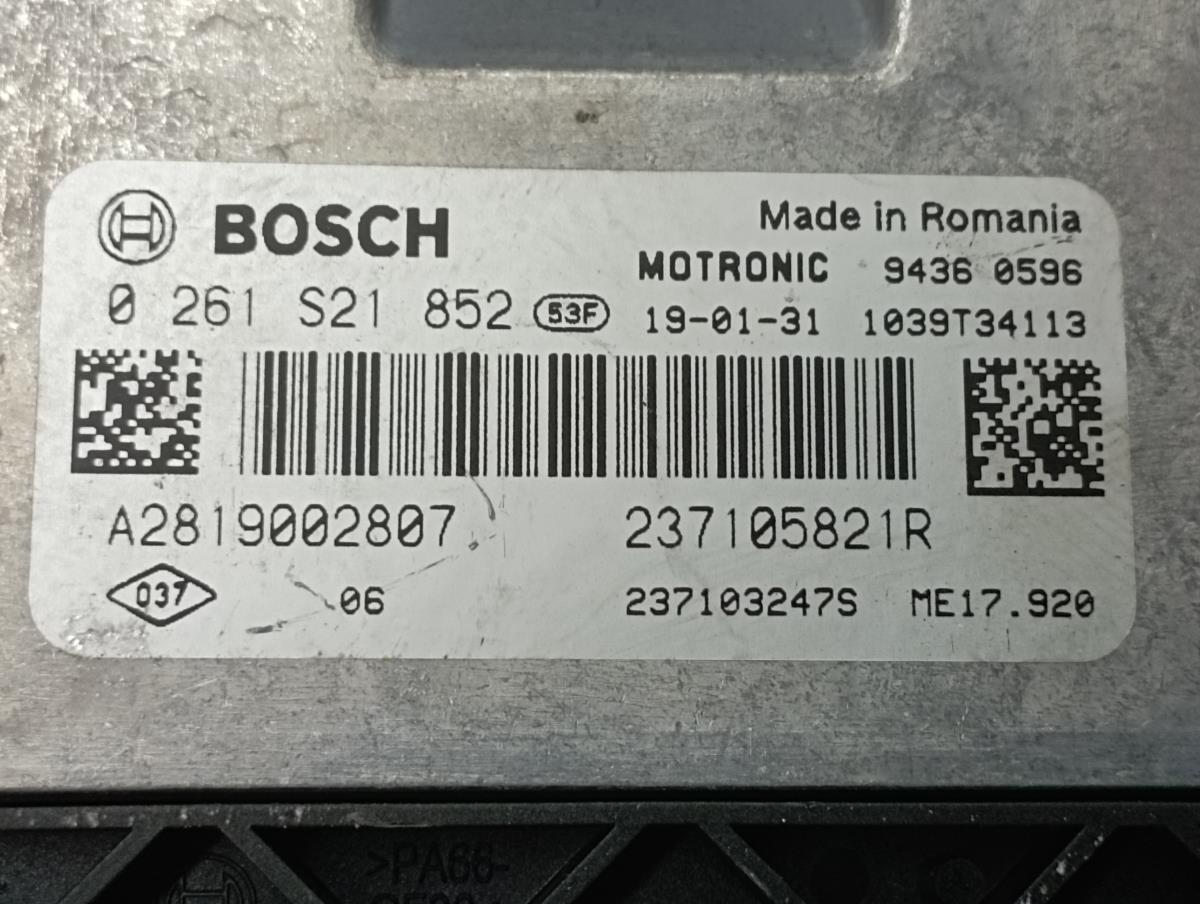 BOSCH
Made in Romania
MOTRONIC 9436 0596
0 261 S21 852 53F 19-01-31 1039T34113
A2819002807 237105821R
037 06 237103247S ME17.920
>PA66-